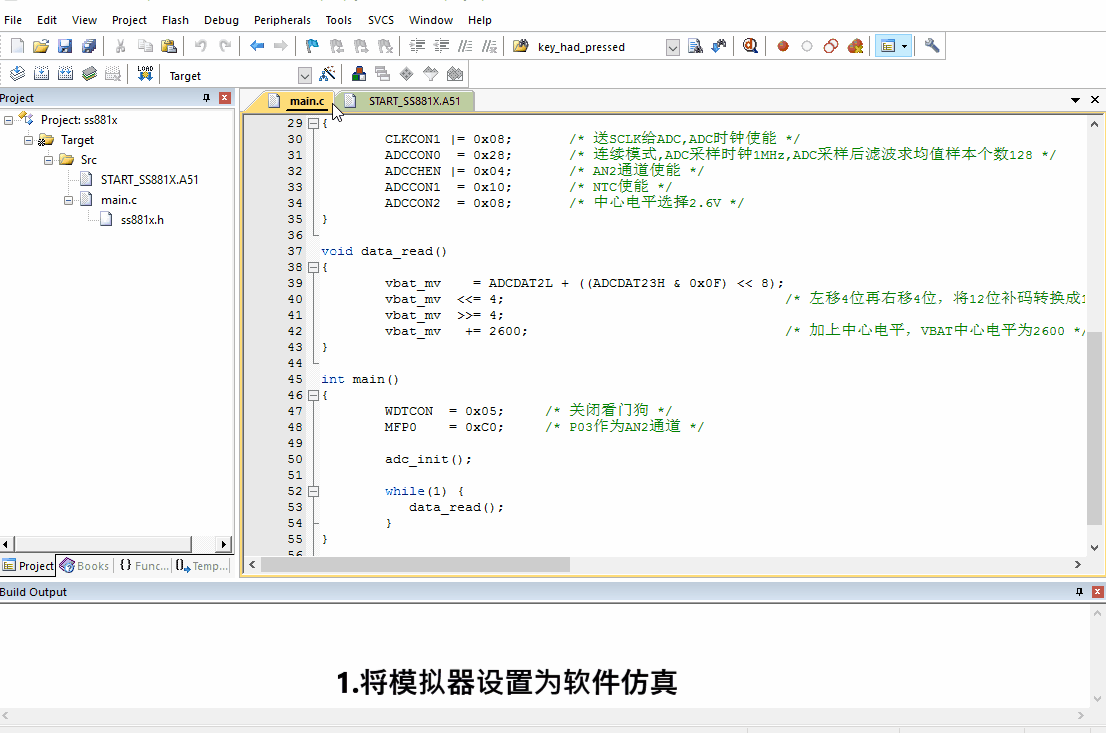 File Edit View Project Flash Debug Peripherals Tools SVCS Window Help
key_had_pressed
LOAD Target
Project
Project: ss881x
Target
Src
START_SS881X.A51
main.c
ss881x.h
Project Books {} Func... Temp...
main.c START_SS881X.A51
29 {
30 CLKCON1 |= 0x08; /* 送SCLK给ADC,ADC时钟使能 */
31 ADCCON0 = 0x28; /* 连续模式,ADC采样时钟1MHz,ADC采样后滤波求均值样本个数128 */
32 ADCCHEN |= 0x04; /* AN2通道使能 */
33 ADCCON1 = 0x10; /* NTC使能 */
34 ADCCON2 = 0x08; /* 中心电平选择2.6V */
35 }
36
37 void data_read()
38 {
39 vbat_mv = ADCDAT2L + ((ADCDAT23H & 0x0F) << 8);
40 vbat_mv <<= 4; /* 左移4位再右移4位，将12位补码转换成1
41 vbat_mv >>= 4;
42 vbat_mv += 2600; /* 加上中心电平，VBAT中心电平为2600 */
43 }
44
45 int main()
46 {
47 WDTCON = 0x05; /* 关闭看门狗 */
48 MFP0 = 0xC0; /* P03作为AN2通道 */
49
50 adc_init();
51
52 while(1) {
53 data_read();
54 }
55 }
56
Build Output
1.将模拟器设置为软件仿真